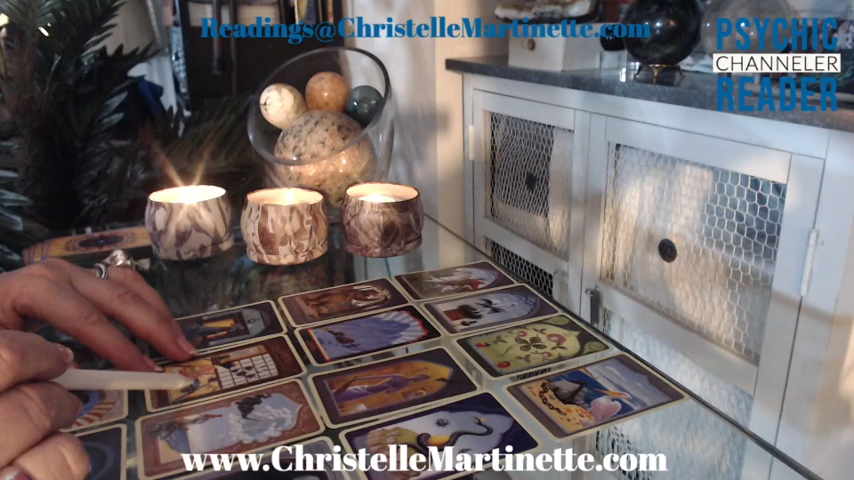 Readings@ChristelleMartinette.com
PSYCHIC
CHANNELER
READER
www.ChristelleMartinette.com